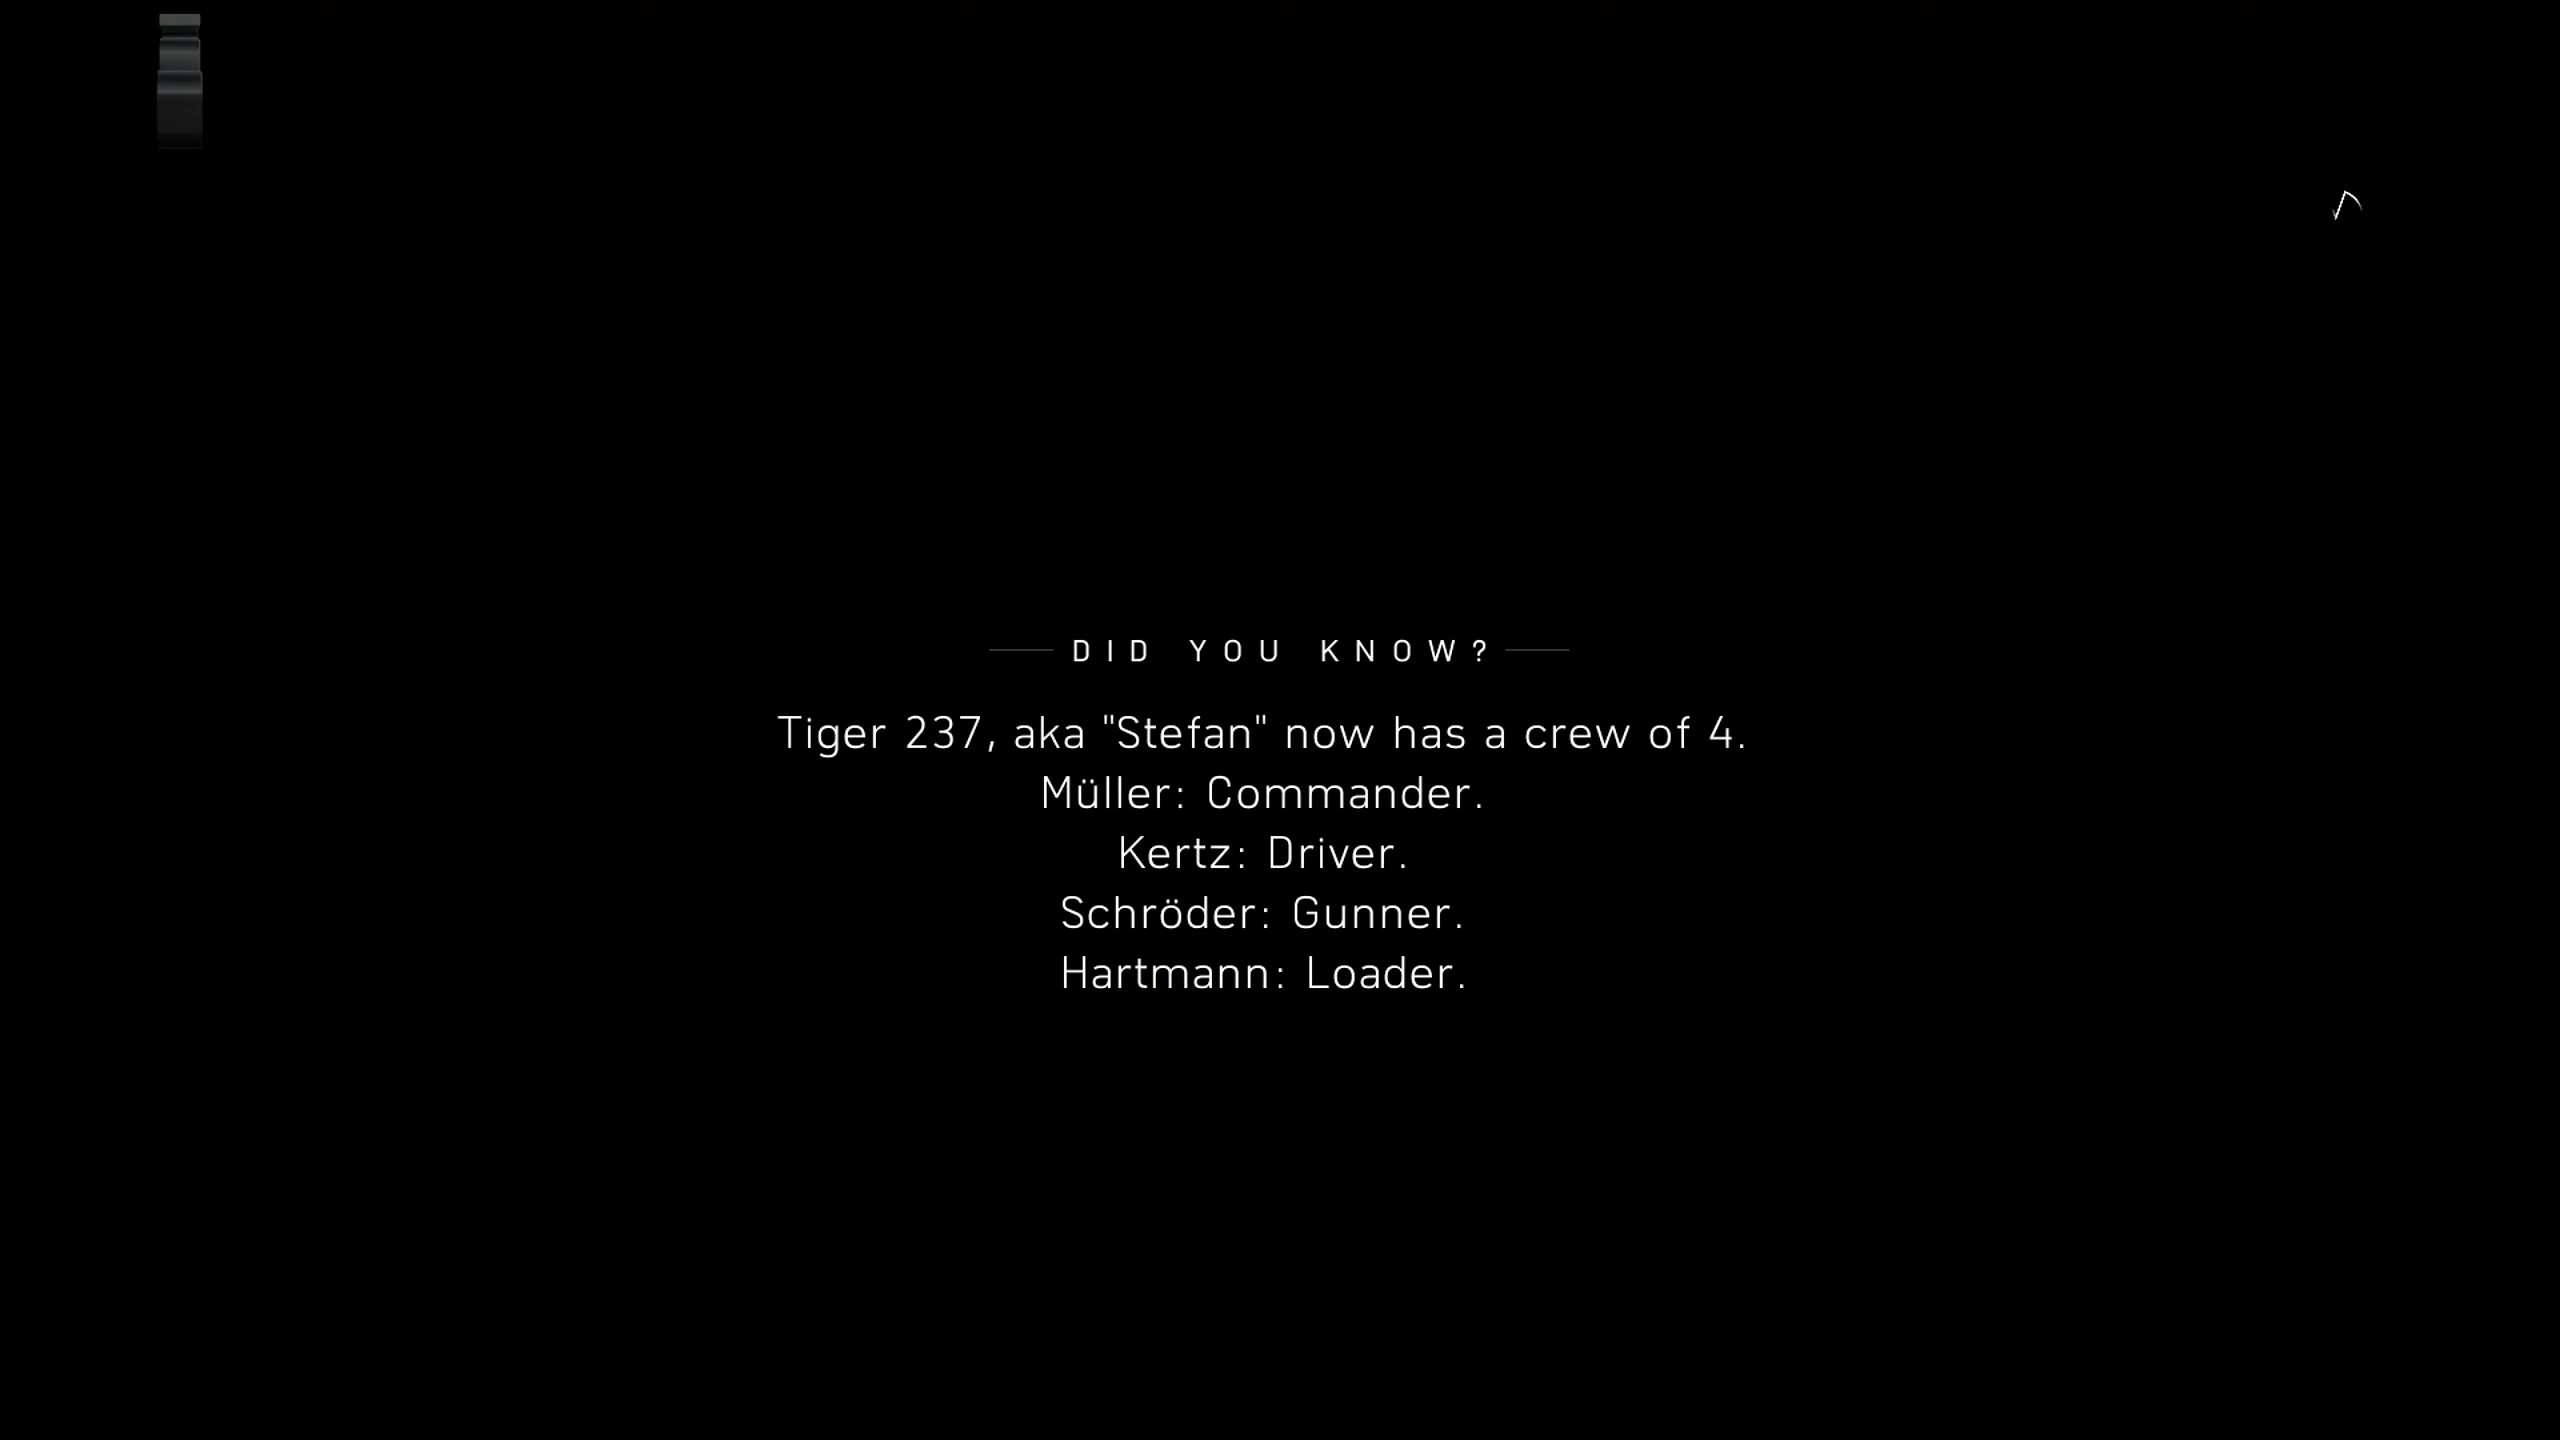 DID YOU KNOW?
Tiger 237, aka "Stefan" now has a crew of 4.
Müller: Commander.
Kertz: Driver.
Schröder: Gunner.
Hartmann: Loader.